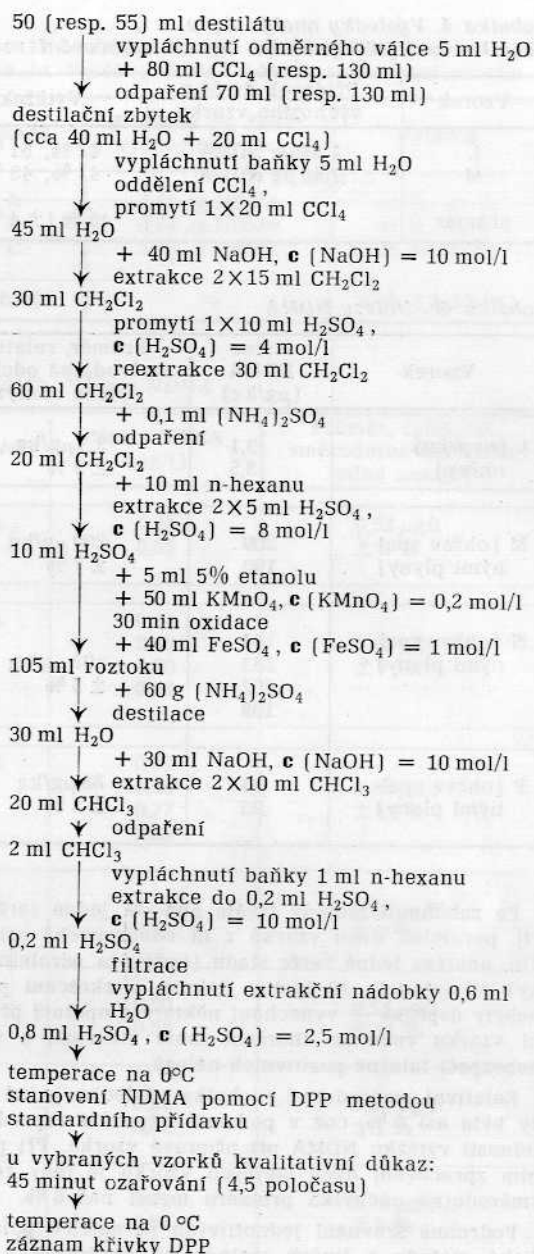 50 (resp. 55) ml destilátu
vypláchnutí odměrného válce 5 ml H₂O
+ 80 ml CCl₄ (resp. 130 ml)
odpaření 70 ml (resp. 130 ml)
destilační zbytek
(cca 40 ml H₂O + 20 ml CCl₄)
vypláchnutí baňky 5 ml H₂O
oddělení CCl₄,
promytí 1×20 ml CCl₄
45 ml H₂O
+ 40 ml NaOH, c (NaOH) = 10 mol/l
extrakce 2×15 ml CH₂Cl₂
30 ml CH₂Cl₂
promytí 1×10 ml H₂SO₄,
c (H₂SO₄) = 4 mol/l
reextrakce 30 ml CH₂Cl₂
60 ml CH₂Cl₂
+ 0,1 ml (NH₄)₂SO₄
odpaření
20 ml CH₂Cl₂
+ 10 ml n-hexanu
extrakce 2×5 ml H₂SO₄,
c (H₂SO₄) = 8 mol/l
10 ml H₂SO₄
+ 5 ml 5% etanolu
+ 50 ml KMnO₄, c (KMnO₄) = 0,2 mol/l
30 min oxidace
+ 40 ml FeSO₄, c (FeSO₄) = 1 mol/l
105 ml roztoku
+ 60 g (NH₄)₂SO₄
destilace
30 ml H₂O
+ 30 ml NaOH, c (NaOH) = 10 mol/l
extrakce 2×10 ml CHCl₃
20 ml CHCl₃
odpaření
2 ml CHCl₃
vypláchnutí baňky 1 ml n-hexanu
extrakce do 0,2 ml H₂SO₄,
c (H₂SO₄) = 10 mol/l
0,2 ml H₂SO₄
filtrace
vypláchnutí extrakční nádobky 0,6 ml
H₂O
0,8 ml H₂SO₄, c (H₂SO₄) = 2,5 mol/l
temperace na 0°C
stanovení NDMA pomocí DPP metodou
standardního přídavku
u vybraných vzorků kvalitativní důkaz:
45 minut ozařování (4,5 poločasu)
temperace na 0 °C
záznam křivky DPP